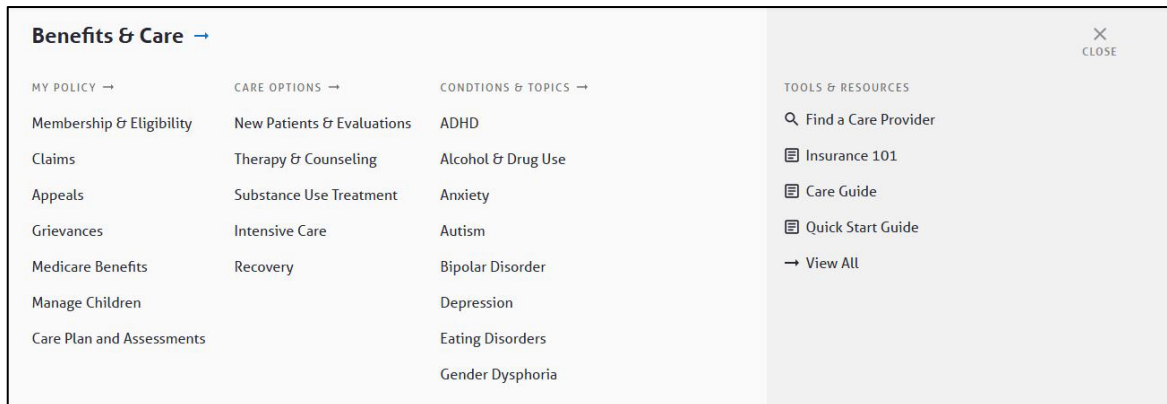 Benefits & Care →
MY POLICY →
Membership & Eligibility
Claims
Appeals
Grievances
Medicare Benefits
Manage Children
Care Plan and Assessments
CARE OPTIONS →
New Patients & Evaluations
Therapy & Counseling
Substance Use Treatment
Intensive Care
Recovery
CONDTIONS & TOPICS →
ADHD
Alcohol & Drug Use
Anxiety
Autism
Bipolar Disorder
Depression
Eating Disorders
Gender Dysphoria
CLOSE
TOOLS & RESOURCES
Find a Care Provider
Insurance 101
Care Guide
Quick Start Guide
→ View All